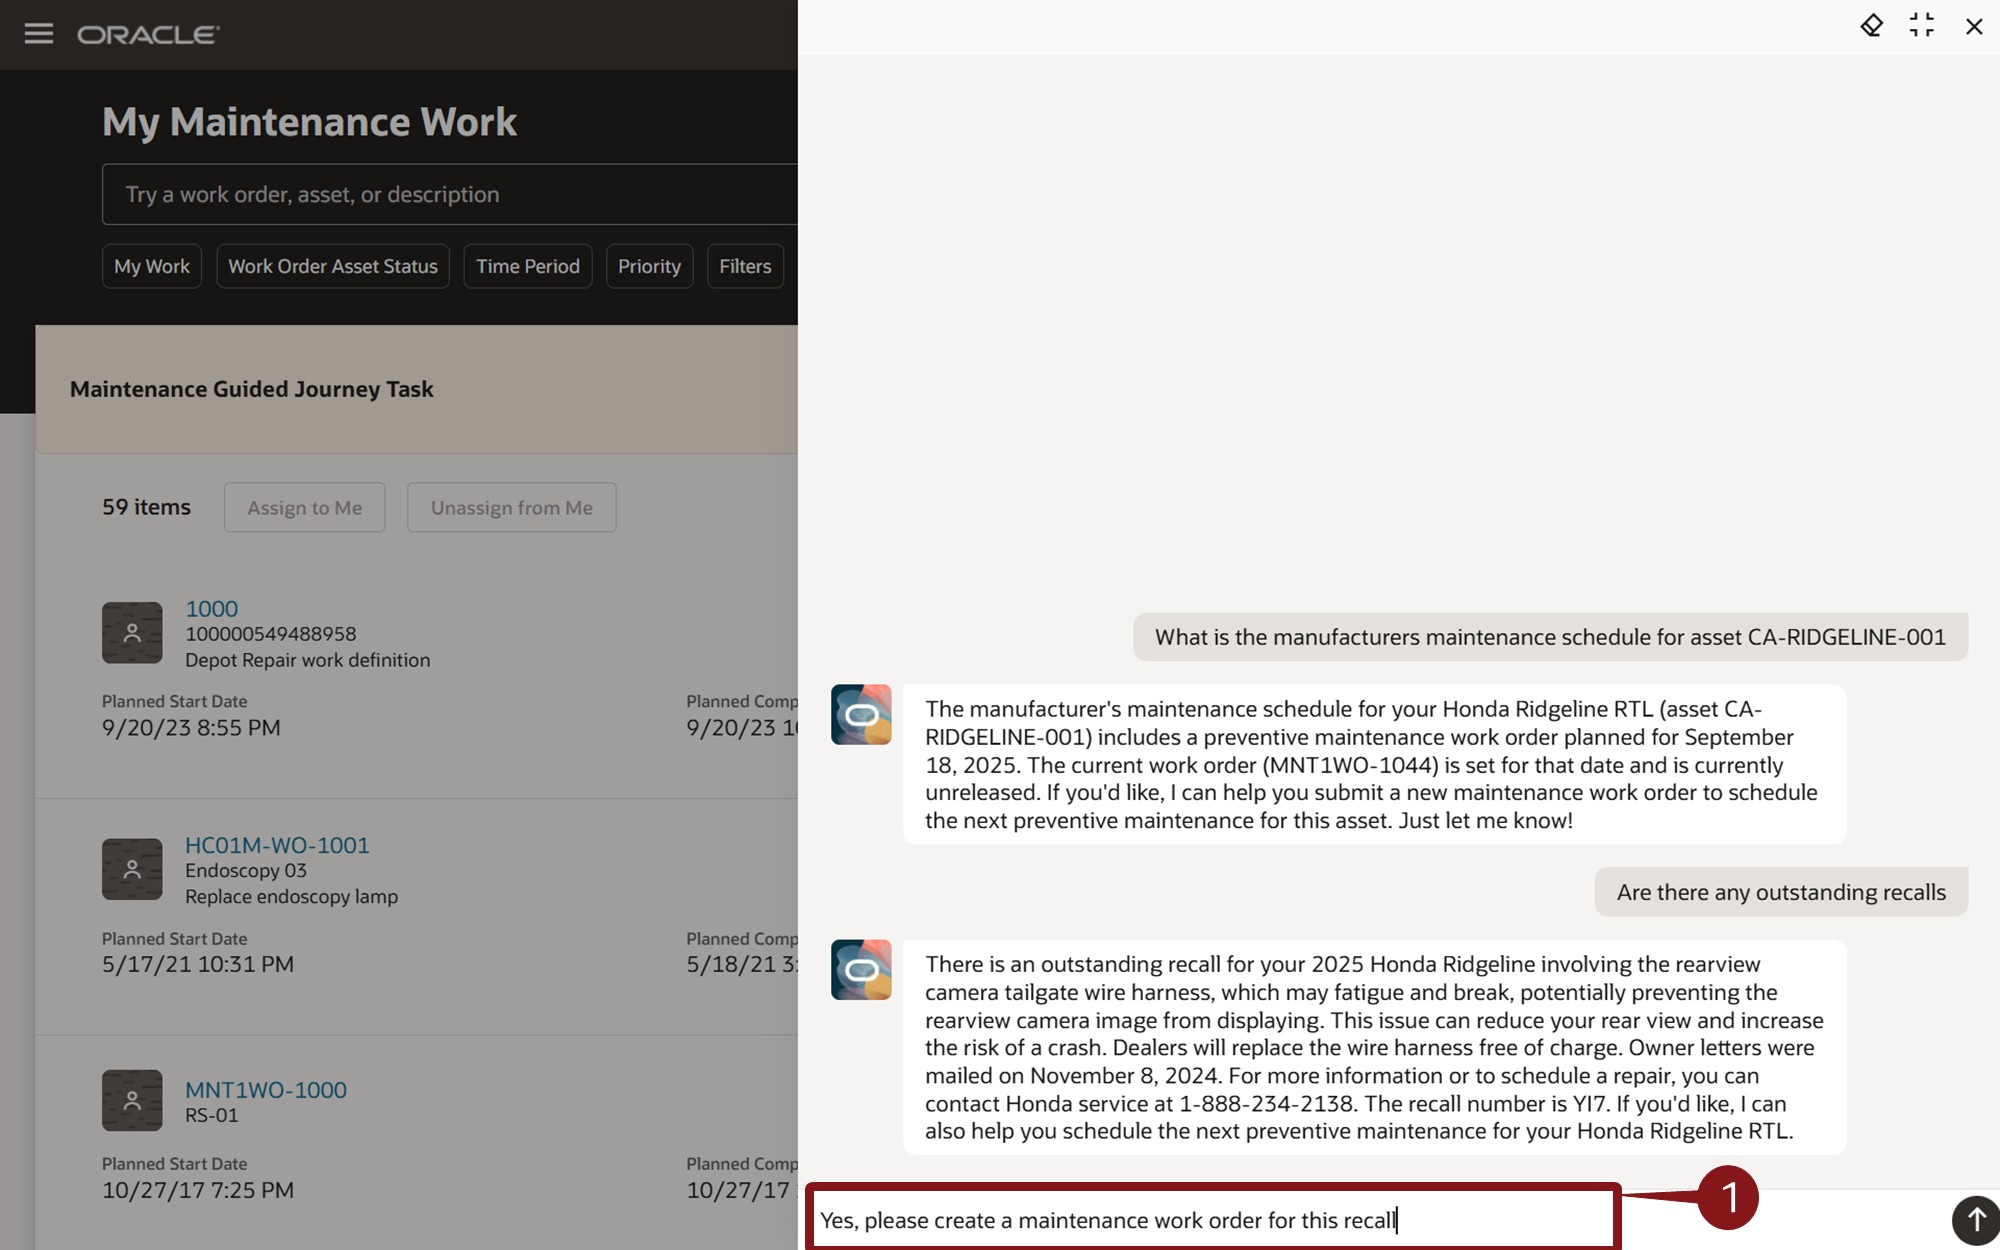 ORACLE
My Maintenance Work
Try a work order, asset, or description
My Work
Work Order Asset Status
Time Period
Priority
Filters
Maintenance Guided Journey Task
59 items
Assign to Me
Unassign from Me
1000
100000549488958
Depot Repair work definition
Planned Start Date
Planned Comp
9/20/23 8:55 PM
9/20/23 10
HC01M-WO-1001
Endoscopy 03
Replace endoscopy lamp
Planned Start Date
Planned Comp
5/17/21 10:31 PM
5/18/21 3:
MNT1WO-1000
RS-01
Planned Start Date
Planned Comp
10/27/17 7:25 PM
10/27/17
What is the manufacturers maintenance schedule for asset CA-RIDGELINE-001
The manufacturer's maintenance schedule for your Honda Ridgeline RTL (asset CA-
RIDGELINE-001) includes a preventive maintenance work order planned for September
18, 2025. The current work order (MNT1WO-1044) is set for that date and is currently
unreleased. If you'd like, I can help you submit a new maintenance work order to schedule
the next preventive maintenance for this asset. Just let me know!
Are there any outstanding recalls
There is an outstanding recall for your 2025 Honda Ridgeline involving the rearview
camera tailgate wire harness, which may fatigue and break, potentially preventing the
rearview camera image from displaying. This issue can reduce your rear view and increase
the risk of a crash. Dealers will replace the wire harness free of charge. Owner letters were
mailed on November 8, 2024. For more information or to schedule a repair, you can
contact Honda service at 1-888-234-2138. The recall number is YI7. If you'd like, I can
also help you schedule the next preventive maintenance for your Honda Ridgeline RTL.
1
Yes, please create a maintenance work order for this recall